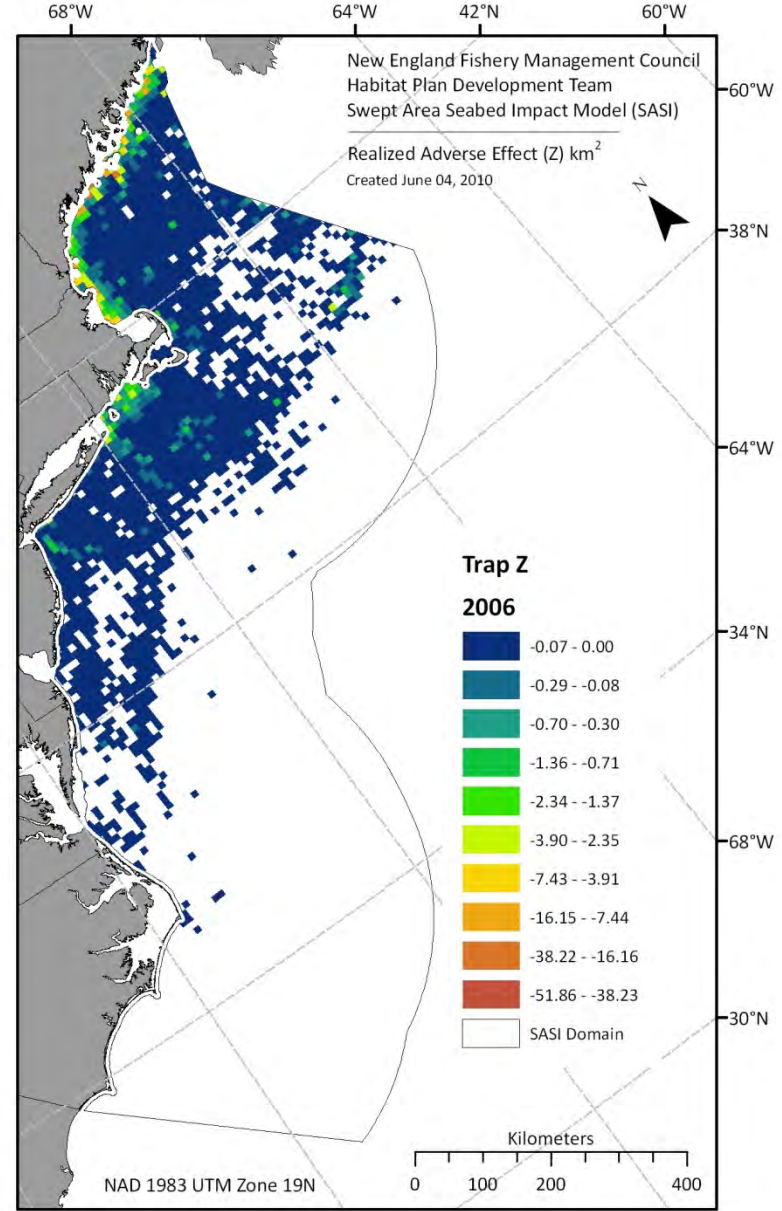 68°W
64°W
42°N
60°W
New England Fishery Management Council
Habitat Plan Development Team
Swept Area Seabed Impact Model (SASI)
Realized Adverse Effect (Z) km²
Created June 04, 2010
N
60°W
38°N
64°W
34°N
68°W
30°N
Trap Z
2006
-0.07 - 0.00
-0.29 - -0.08
-0.70 - -0.30
-1.36 - -0.71
-2.34 - -1.37
-3.90 - -2.35
-7.43 - -3.91
-16.15 - -7.44
-38.22 - -16.16
-51.86 - -38.23
SASI Domain
Kilometers
0 100 200 400
NAD 1983 UTM Zone 19N